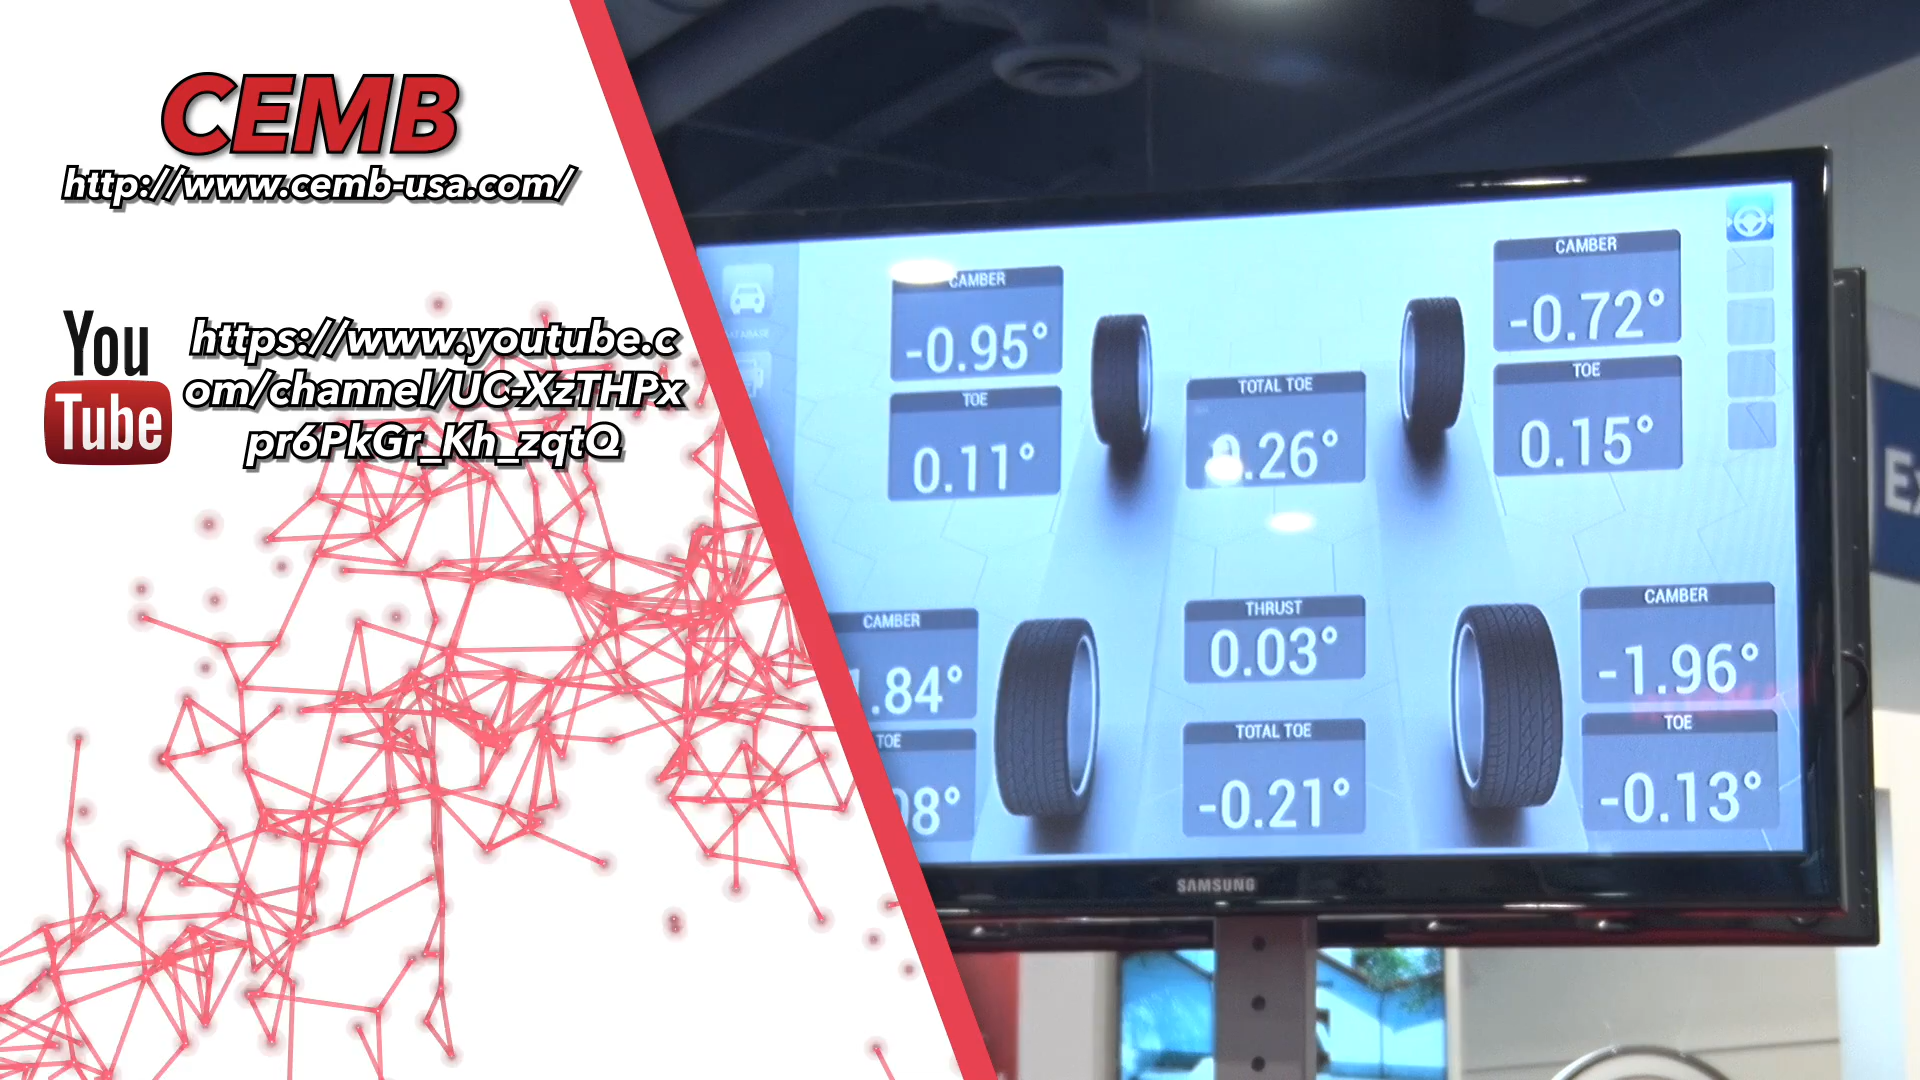 CEMB
http://www.cemb-usa.com/
You
Tube
https://www.youtube.c
om/channel/UC-XzTHPx
pr6PkGr_Kh_zqtQ
CAMBER
-0.95°
TOE
0.11°
TOTAL TOE
.26°
CAMBER
-0.72°
TOE
0.15°
CAMBER
.84°
TOE
THRUST
0.03°
TOTAL TOE
-0.21°
CAMBER
-1.96°
TOE
-0.13°
SAMSUNG